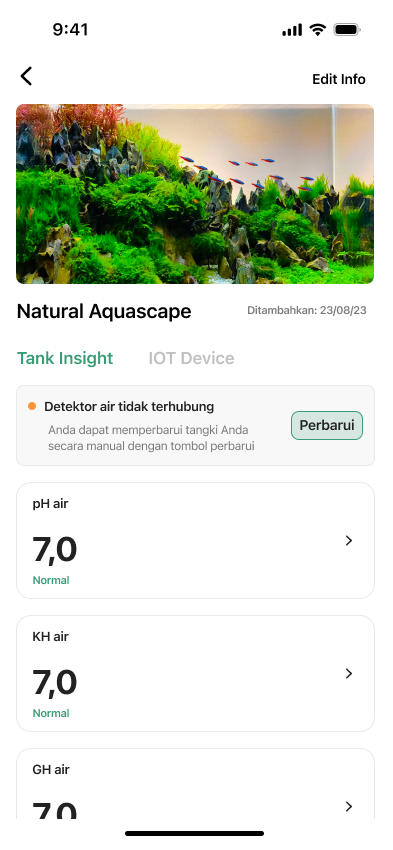 9:41
Edit Info
Natural Aquascape
Ditambahkan: 23/08/23
Tank Insight
IOT Device
Detektor air tidak terhubung
Anda dapat memperbarui tangki Anda
secara manual dengan tombol perbarui
Perbarui
pH air
7,0
Normal
KH air
7,0
Normal
GH air
7,0